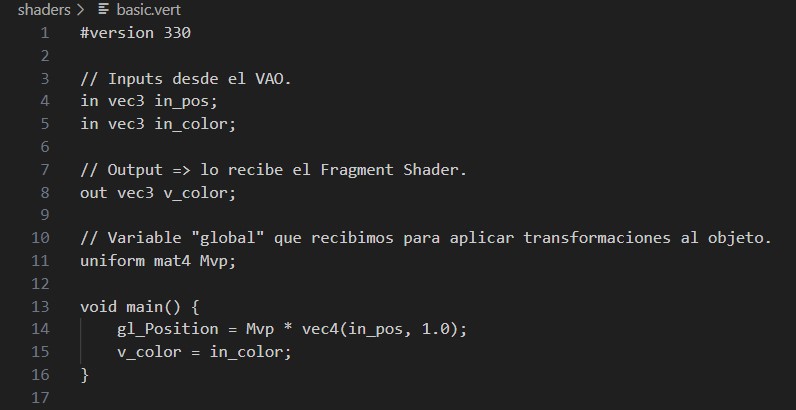 shaders > basic.vert
1 #version 330
2
3 // Inputs desde el VAO.
4 in vec3 in_pos;
5 in vec3 in_color;
6
7 // Output => lo recibe el Fragment Shader.
8 out vec3 v_color;
9
10 // Variable "global" que recibimos para aplicar transformaciones al objeto.
11 uniform mat4 Mvp;
12
13 void main() {
14     gl_Position = Mvp * vec4(in_pos, 1.0);
15     v_color = in_color;
16 }
17